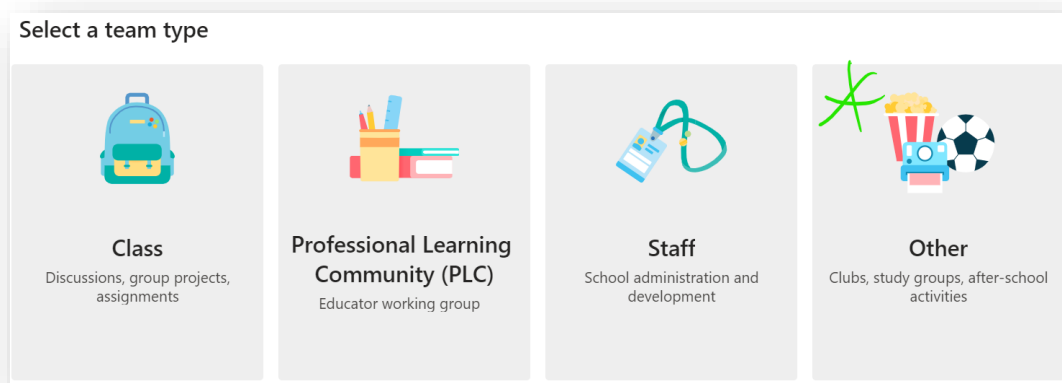 Select a team type
Class
Discussions, group projects,
assignments
Professional Learning
Community (PLC)
Educator working group
Staff
School administration and
development
Other
Clubs, study groups, after-school
activities